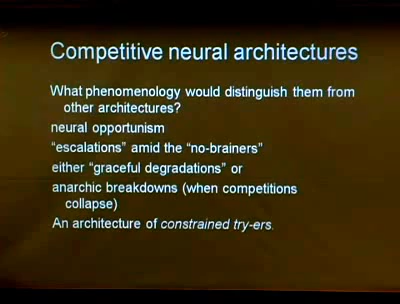 Competitive neural architectures
What phenomenology would distinguish them from
other architectures?
neural opportunism
"escalations" amid the "no-brainers"
either "graceful degradations" or
anarchic breakdowns (when competitions
collapse)
An architecture of constrained try-ers.